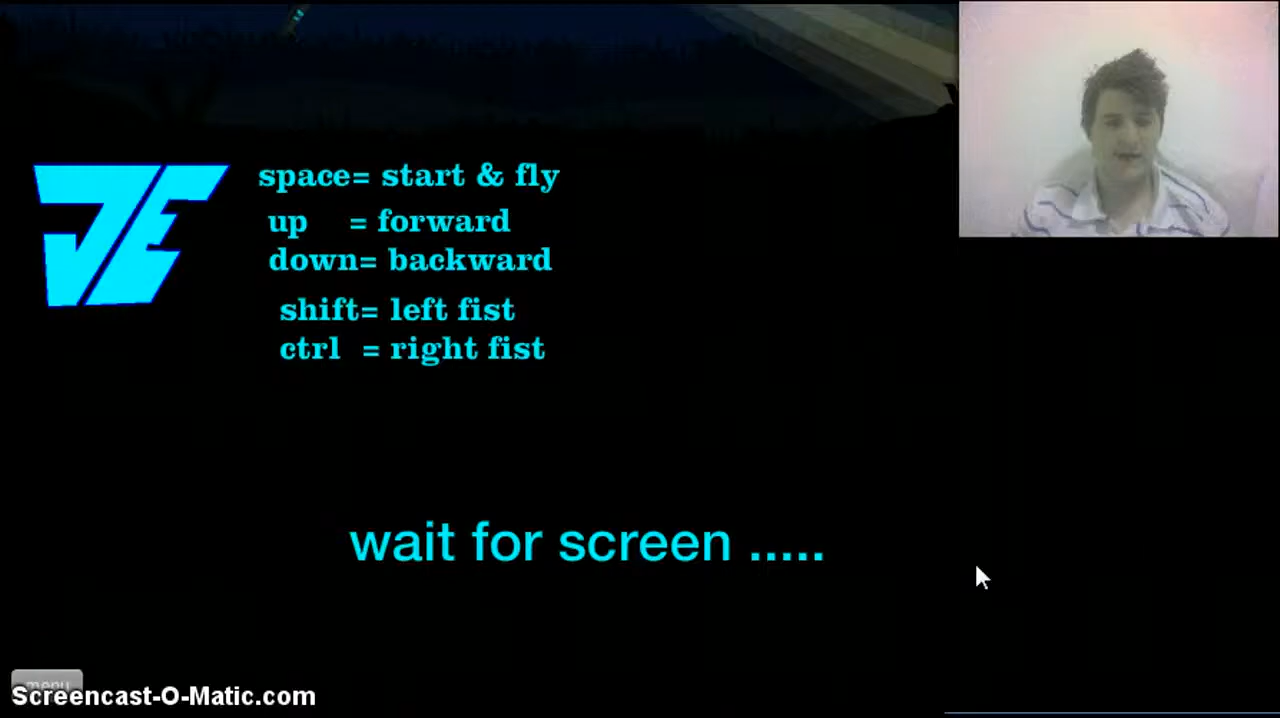 JE
space= start & fly
up = forward
down= backward
shift= left fist
ctrl = right fist
wait for screen .....
menu
Screencast-O-Matic.com